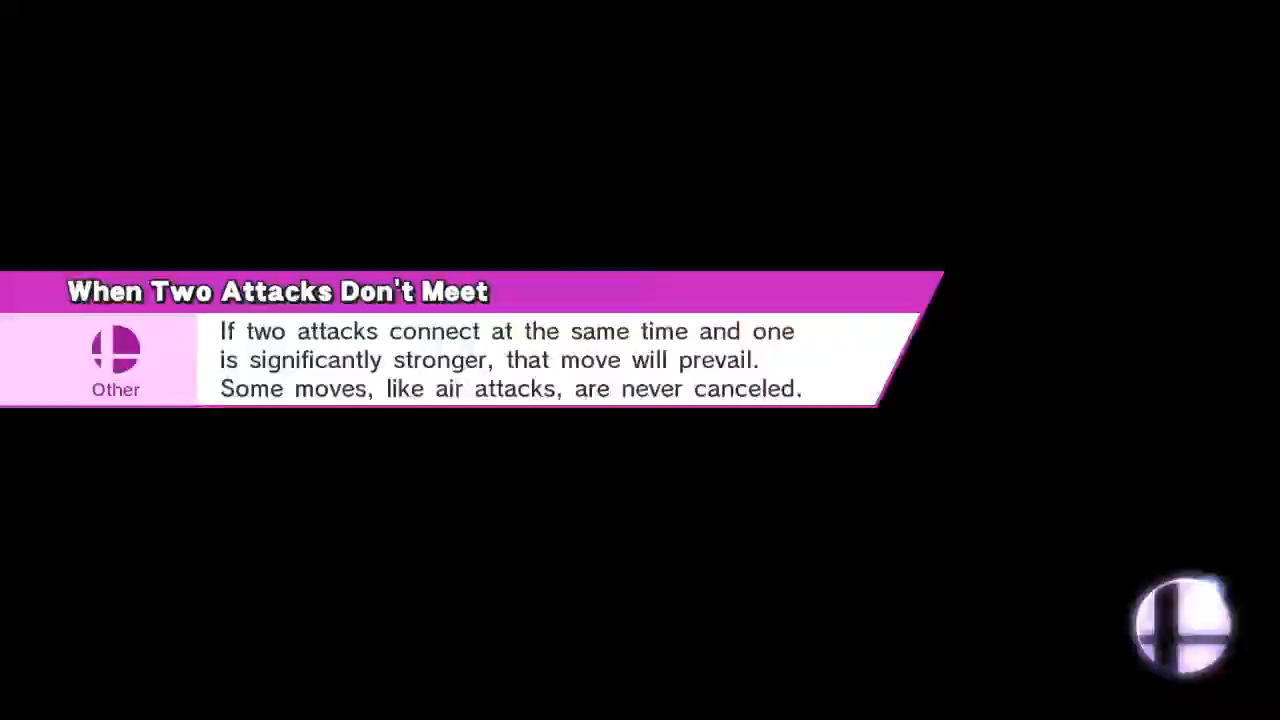 When Two Attacks Don't Meet
Other
If two attacks connect at the same time and one
is significantly stronger, that move will prevail.
Some moves, like air attacks, are never canceled.